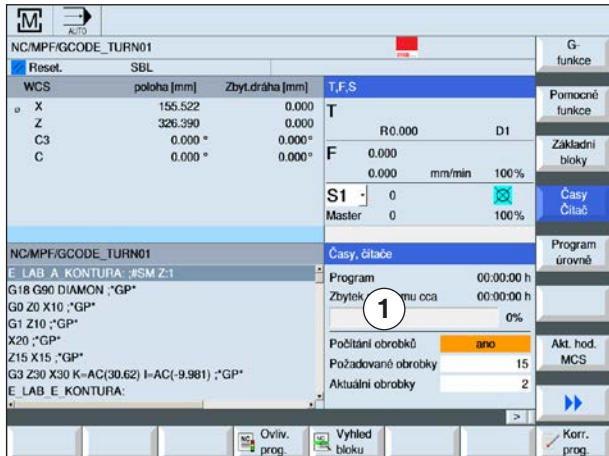 M
AUTO
NC/MPF/GCODE_TURN01
Reset. SBL
WCS poloha [mm] Zbyt.dráha [mm]
X 155.522 0.000
Z 326.390 0.000
C3 0.000 ° 0.000°
C 0.000 ° 0.000°
T,F,S
T
R0.000 D1
F 0.000
0.000 mm/min 100%
S1 0
Master 0 100%
NC/MPF/GCODE_TURN01
E_LAB_A_KONTURA: ;#SM Z:1
G18 G90 DIAMON ;*GP*
G0 Z0 X10 ;*GP*
G1 Z10 ;*GP*
X20 ;*GP*
Z15 X15 ;*GP*
G3 Z30 X30 K=AC(30.62) I=AC(-9.981) ;*GP*
E_LAB_E_KONTURA:
Časy, čítače
Program 00:00:00 h
Zbytek mu cca 00:00:00 h
1
0%
Počítání obrobků ano
Požadované obrobky 15
Aktuální obrobky 2
>
G-
funkce
Pomocné
funkce
Základní
bloky
Časy
Čítač
Program
úrovně
Akt. hod.
MCS
NC Ovliv.
prog.
NC Vyhled
bloku
Korr.
prog.